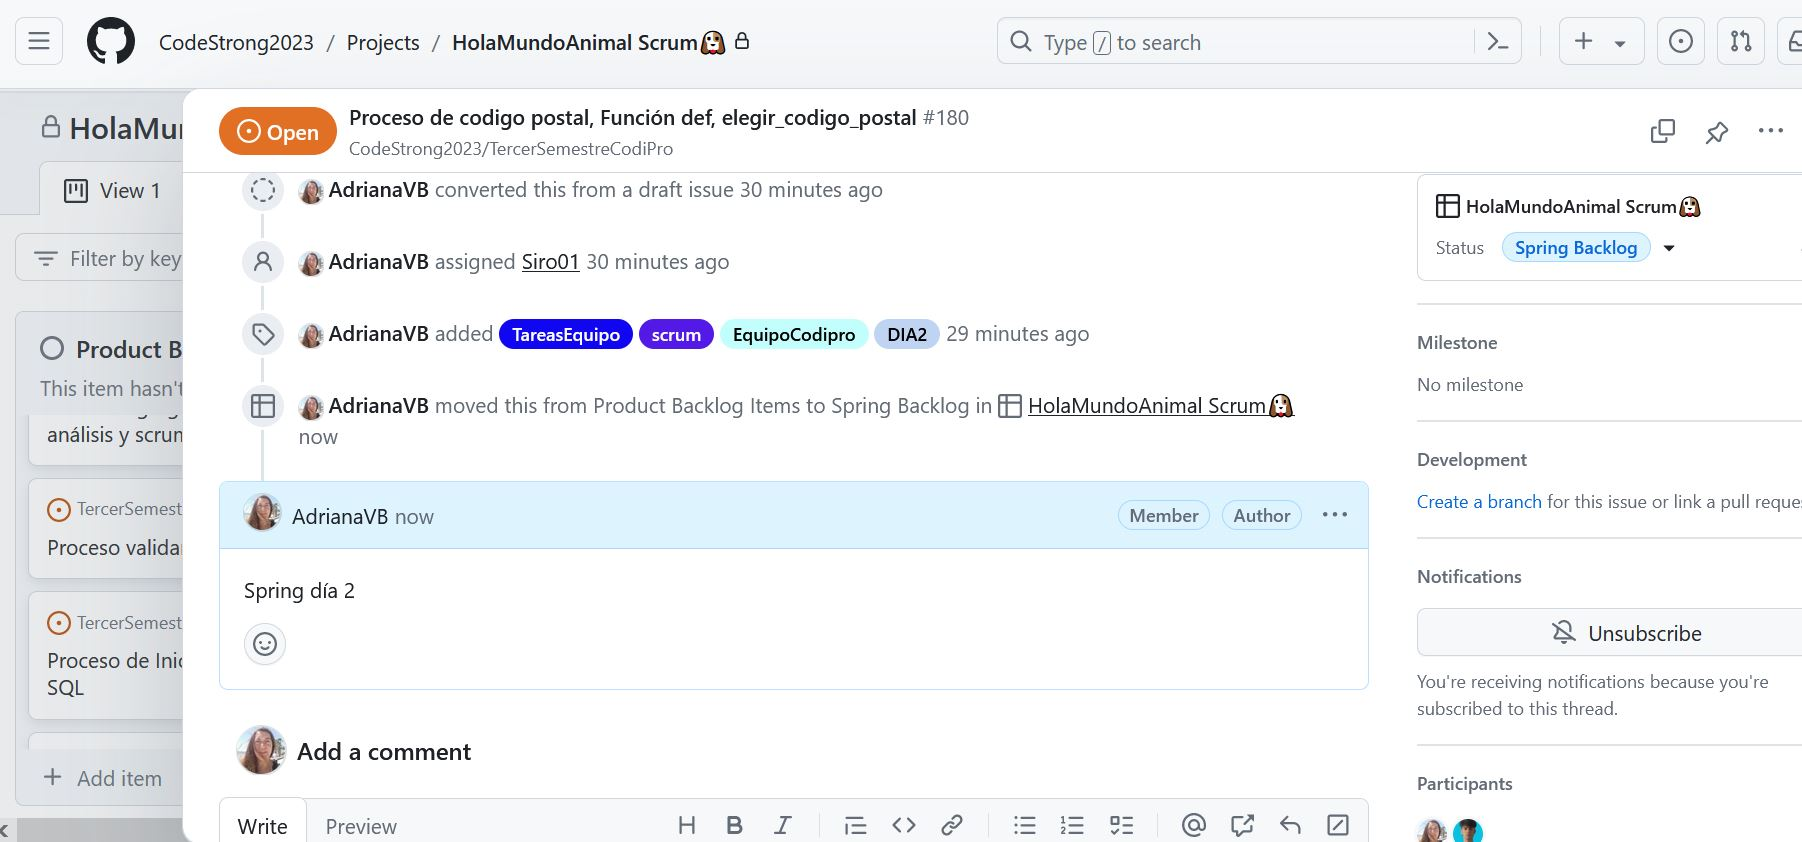 CodeStrong2023 / Projects / HolaMundoAnimal Scrum
Type / to search
HolaMun
View 1
Filter by key
Product B
This item hasn't
análisis y scrum
TercerSemest
Proceso valida
TercerSemest
Proceso de Inic
SQL
+ Add item
Open
Proceso de codigo postal, Función def, elegir_codigo_postal #180
CodeStrong2023/TercerSemestreCodiPro
AdrianaVB converted this from a draft issue 30 minutes ago
AdrianaVB assigned Siro01 30 minutes ago
AdrianaVB added TareasEquipo scrum EquipoCodipro DIA2 29 minutes ago
AdrianaVB moved this from Product Backlog Items to Spring Backlog in HolaMundoAnimal Scrum
now
AdrianaVB now
Member
Author
Spring día 2
Add a comment
Write
Preview
HolaMundoAnimal Scrum
Status Spring Backlog
Milestone
No milestone
Development
Create a branch for this issue or link a pull reque
Notifications
Unsubscribe
You're receiving notifications because you're
subscribed to this thread.
Participants